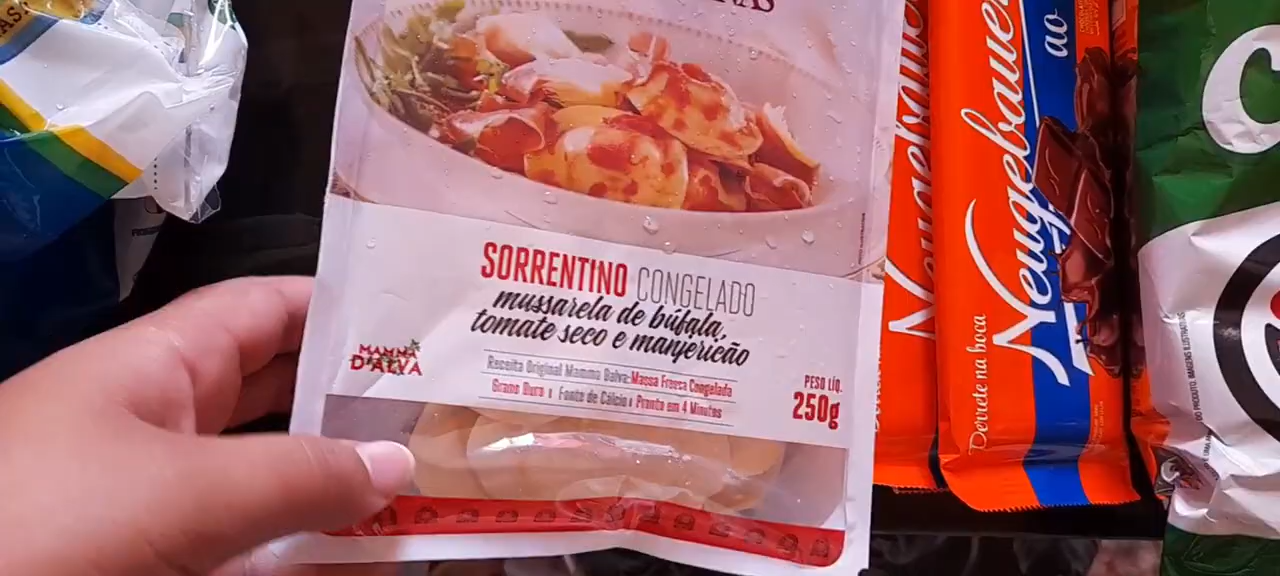 SORRENTINO CONGELADO
mussarela de búfala,
tomate seco e manjericão
MAMMA
D'ALVA
Receita Original Mamma Dalva: Massa Fresca Congelada
Grano Duro | Fonte de Cálcio | Pronto em 4 Minutos
PESO LÍQ.
250g
Neugebauer
Neugebauer
ao
Derrete na boca